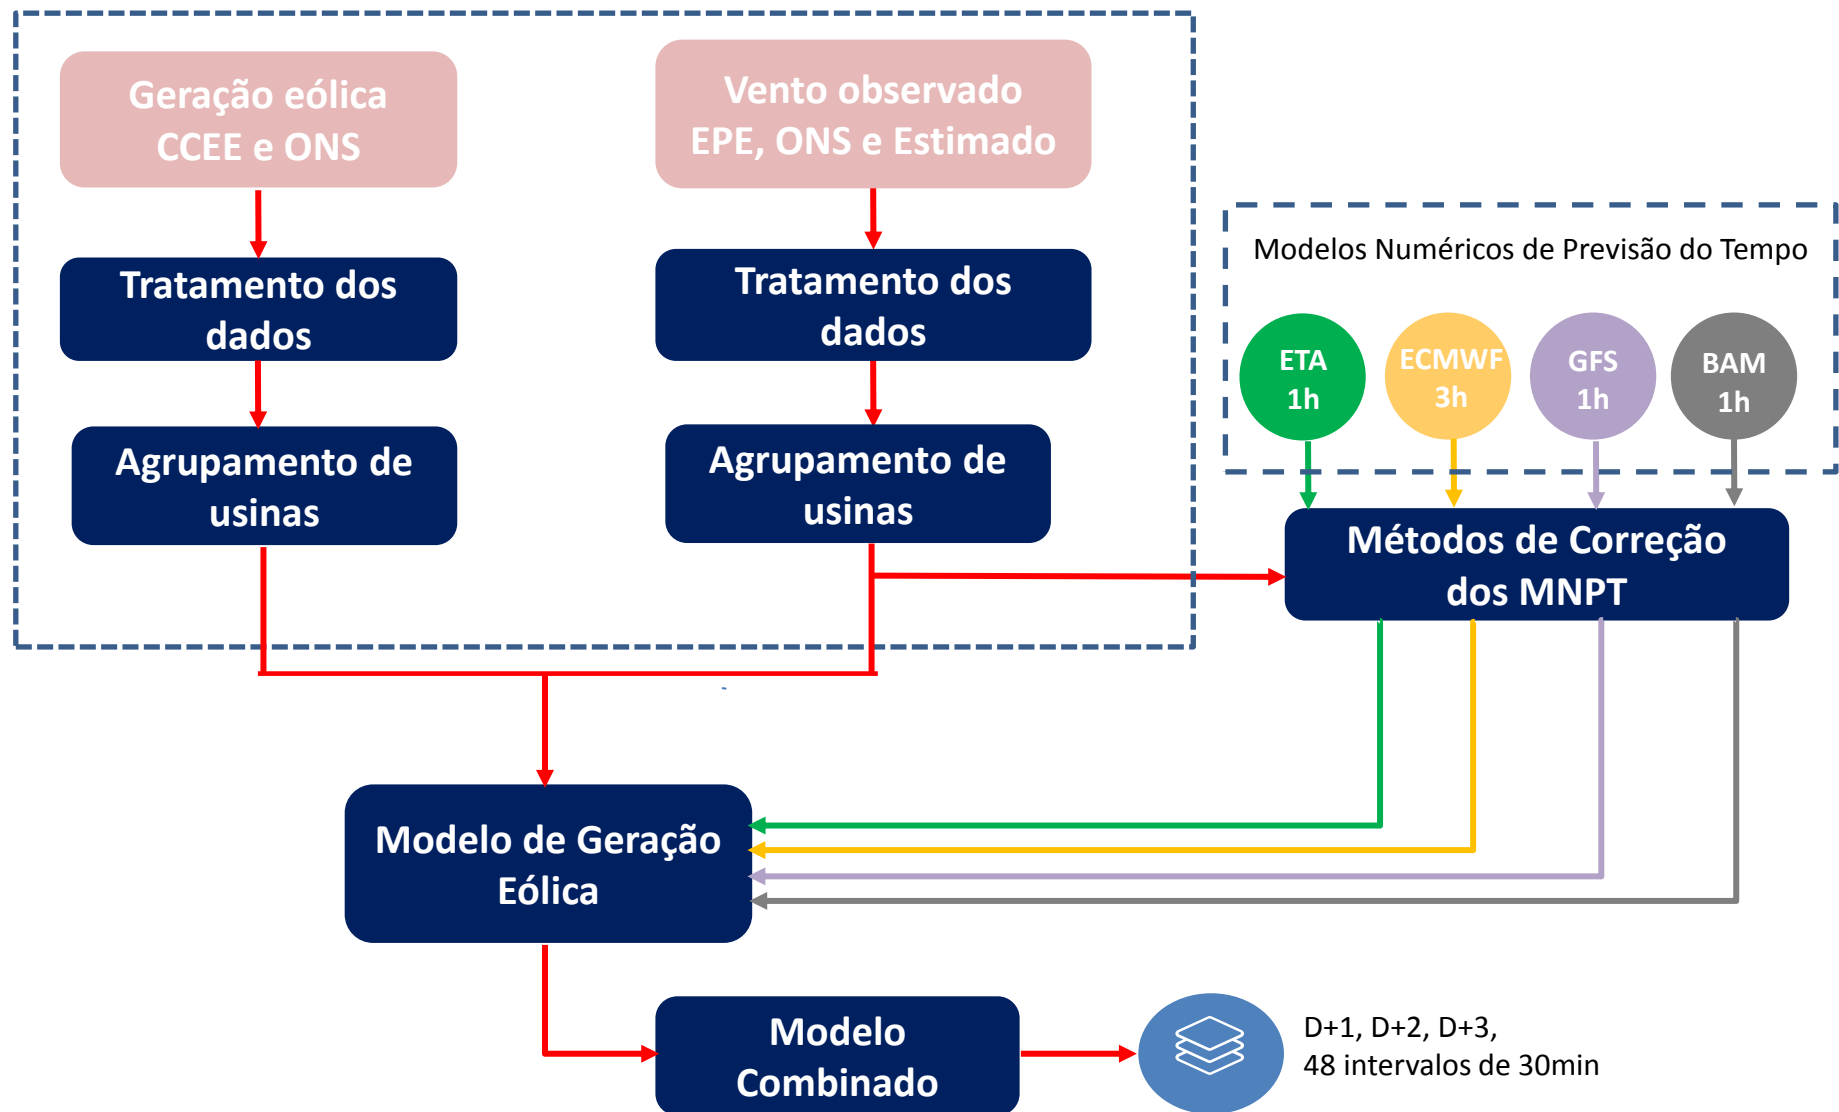 Geração eólica
CCEE e ONS
Vento observado
EPE, ONS e Estimado
Tratamento dos
dados
Tratamento dos
dados
Agrupamento de
usinas
Agrupamento de
usinas
Modelos Numéricos de Previsão do Tempo
ETA
1h
ECMWF
3h
GFS
1h
BAM
1h
Métodos de Correção
dos MNPT
Modelo de Geração
Eólica
Modelo
Combinado
D+1, D+2, D+3,
48 intervalos de 30min